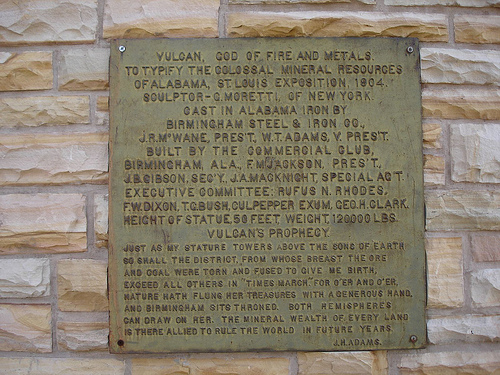 VULCAN, GOD OF FIRE AND METALS.
TO TYPIFY THE COLOSSAL MINERAL RESOURCES
OF ALABAMA, ST. LOUIS EXPOSITION, 1904.
SCULPTOR - G. MORETTI, OF NEW YORK.
CAST IN ALABAMA IRON BY
BIRMINGHAM STEEL & IRON CO.,
J.R. McWANE, PRES'T., W.T. ADAMS, V. PRES'T.
BUILT BY THE COMMERCIAL CLUB,
BIRMINGHAM, ALA., F.M. JACKSON, PRES'T.,
J.B. GIBSON, SEC'Y., J.A. MACKNIGHT, SPECIAL AG'T.
EXECUTIVE COMMITTEE: RUFUS N. RHODES,
F.W. DIXON, T.G. BUSH, CULPEPPER EXUM, GEO. H. CLARK.
HEIGHT OF STATUE, 50 FEET WEIGHT, 120000 LBS.
VULCAN'S PROPHECY.
JUST AS MY STATURE TOWERS ABOVE THE SONS OF EARTH
SO SHALL THE DISTRICT, FROM WHOSE BREAST THE ORE
AND COAL WERE TORN AND FUSED TO GIVE ME BIRTH,
EXCEED ALL OTHERS IN "TIMES MARCH," FOR O'ER AND O'ER,
NATURE HATH FLUNG HER TREASURES WITH A GENEROUS HAND,
AND BIRMINGHAM SITS THRONED. BOTH HEMISPHERES
CAN DRAW ON HER. THE MINERAL WEALTH OF EVERY LAND
IS THERE ALLIED TO RULE THE WORLD IN FUTURE YEARS.
J.H. ADAMS.